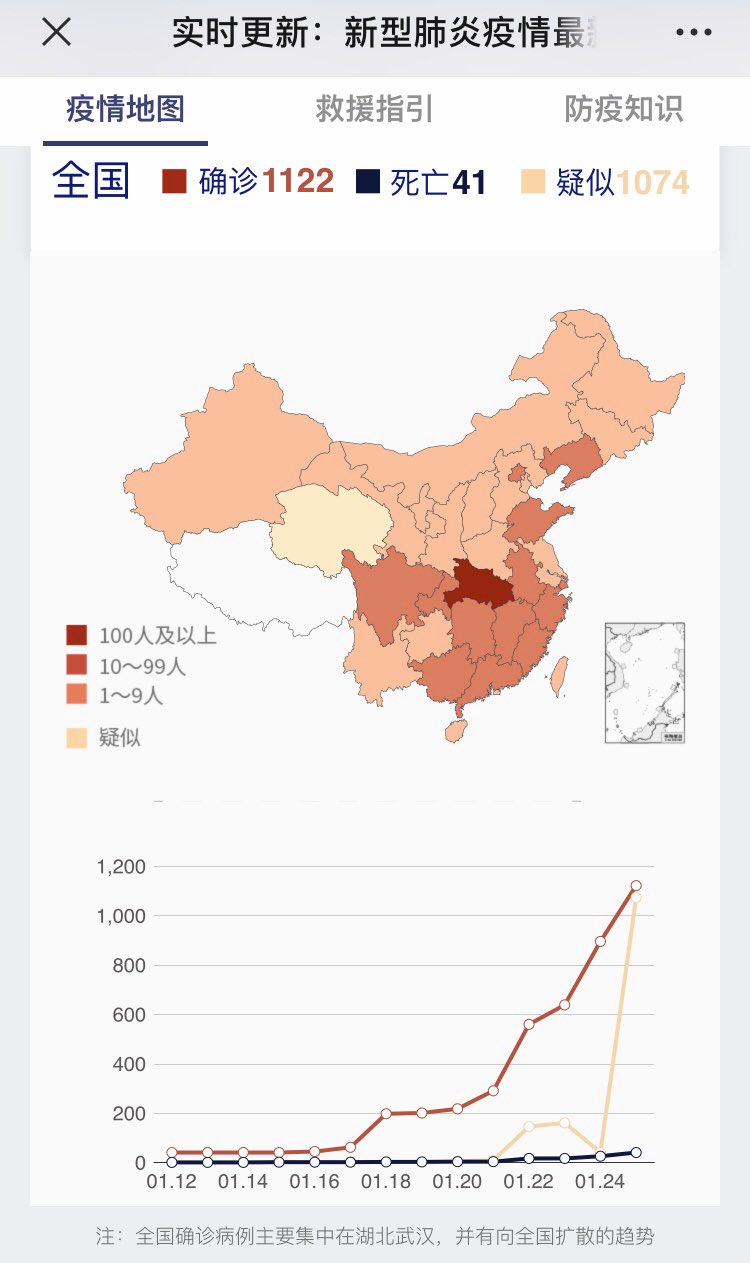 实时更新：新型肺炎疫情最
疫情地图 救援指引 防疫知识
全国 确诊1122 死亡41 疑似1074
100人及以上
10～99人
1～9人
疑似
1,200
1,000
800
600
400
200
0
01.12 01.14 01.16 01.18 01.20 01.22 01.24
注：全国确诊病例主要集中在湖北武汉，并有向全国扩散的趋势